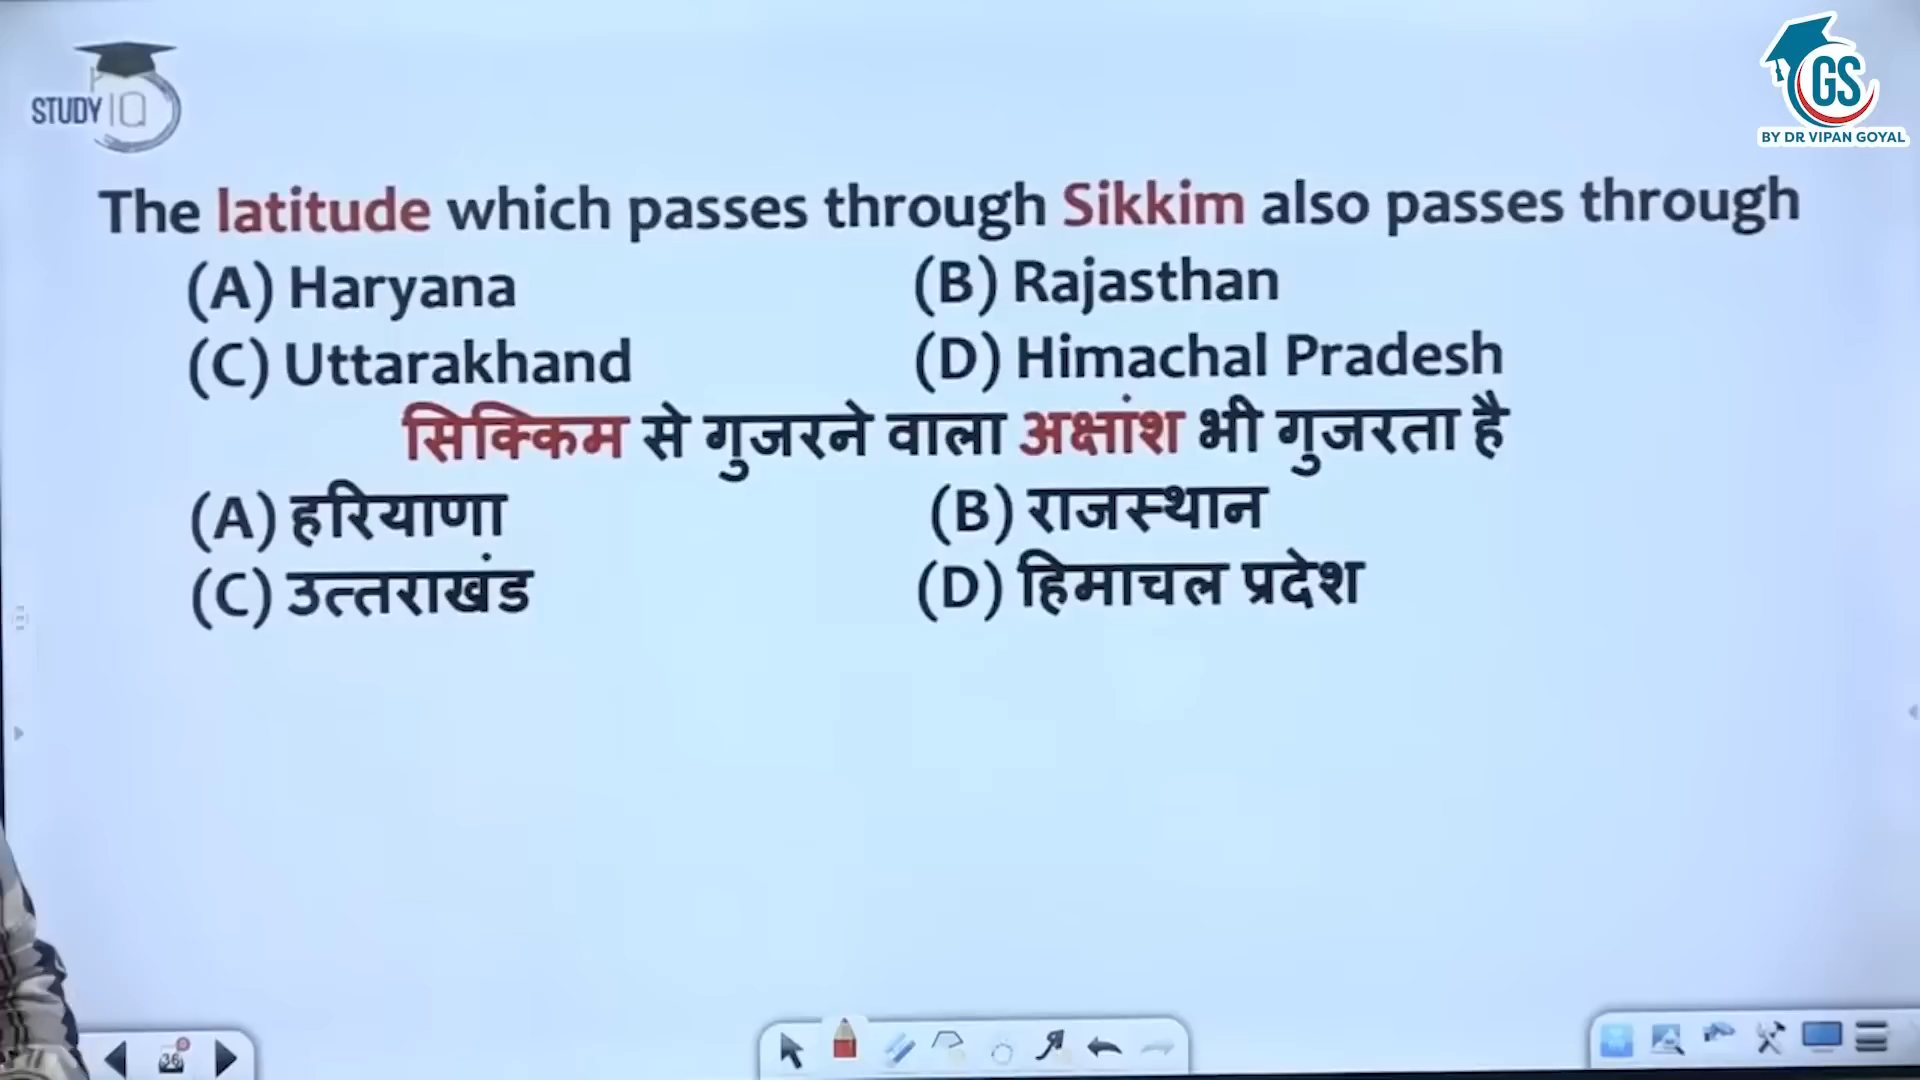 STUDY IQ
GS
BY DR VIPAN GOYAL
The latitude which passes through Sikkim also passes through
(A) Haryana (B) Rajasthan
(C) Uttarakhand (D) Himachal Pradesh
सिक्किम से गुजरने वाला अक्षांश भी गुजरता है
(A) हरियाणा (B) राजस्थान
(C) उत्तराखंड (D) हिमाचल प्रदेश
36